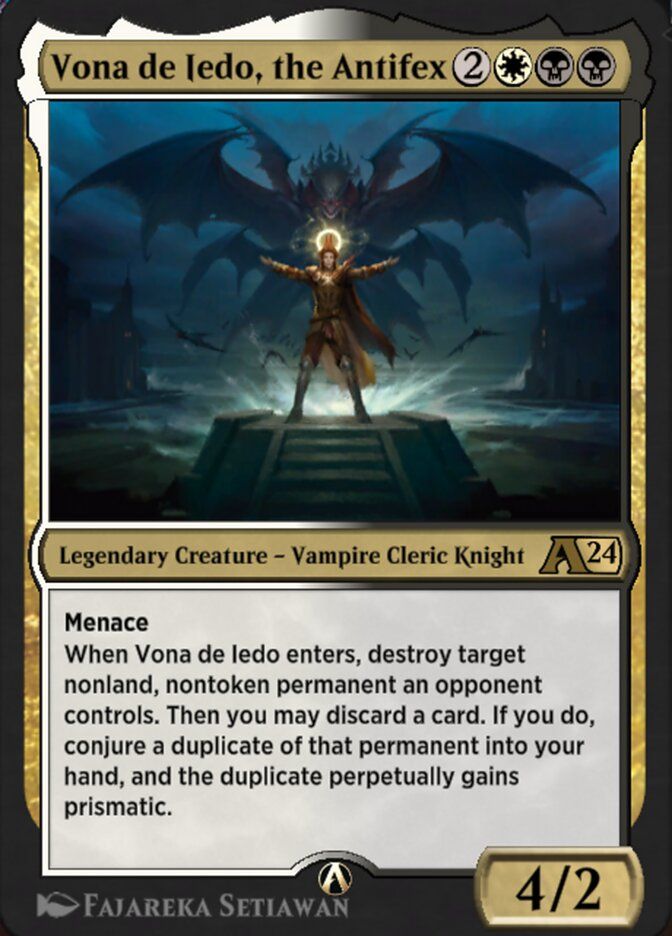 Vona de Iedo, the Antifex 2
Legendary Creature – Vampire Cleric Knight A24
Menace
When Vona de Iedo enters, destroy target
nonland, nontoken permanent an opponent
controls. Then you may discard a card. If you do,
conjure a duplicate of that permanent into your
hand, and the duplicate perpetually gains
prismatic.
4/2
Fajareka Setiawan